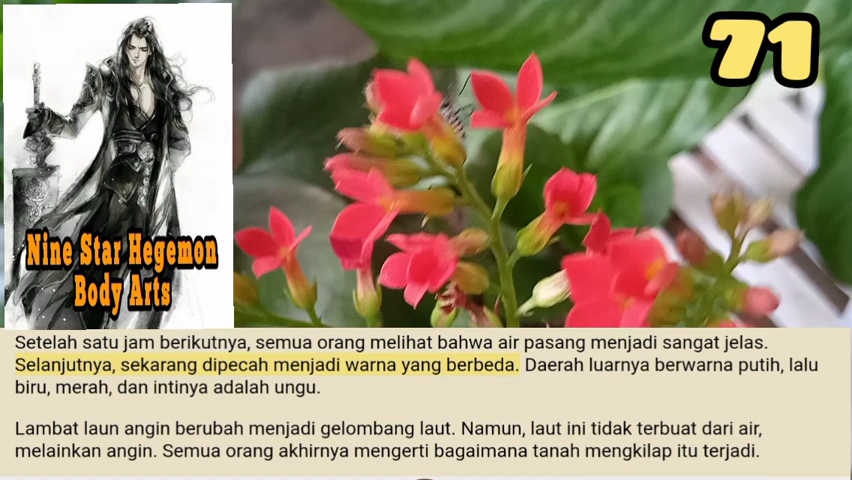 71
Nine Star Hegemon
Body Arts
Setelah satu jam berikutnya, semua orang melihat bahwa air pasang menjadi sangat jelas.
Selanjutnya, sekarang dipecah menjadi warna yang berbeda. Daerah luarnya berwarna putih, lalu
biru, merah, dan intinya adalah ungu.
Lambat laun angin berubah menjadi gelombang laut. Namun, laut ini tidak terbuat dari air,
melainkan angin. Semua orang akhirnya mengerti bagaimana tanah mengkilap itu terjadi.